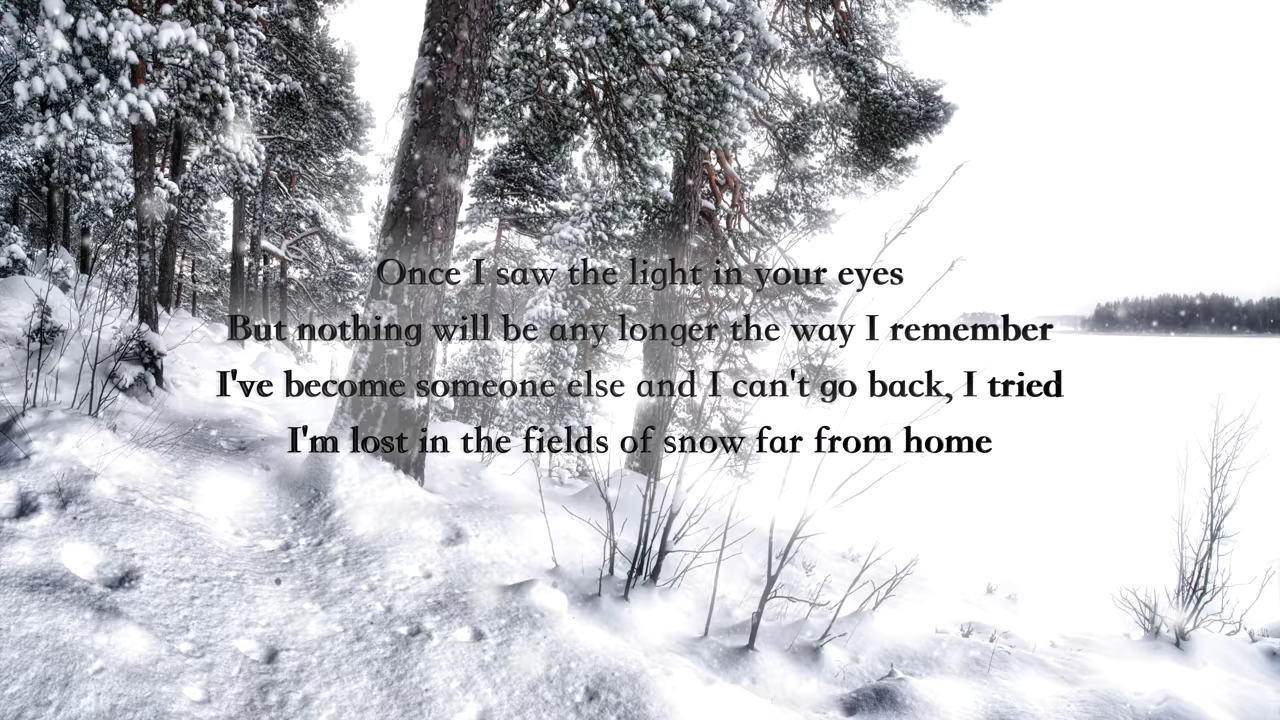 Once I saw the light in your eyes
But nothing will be any longer the way I remember
I've become someone else and I can't go back, I tried
I'm lost in the fields of snow far from home